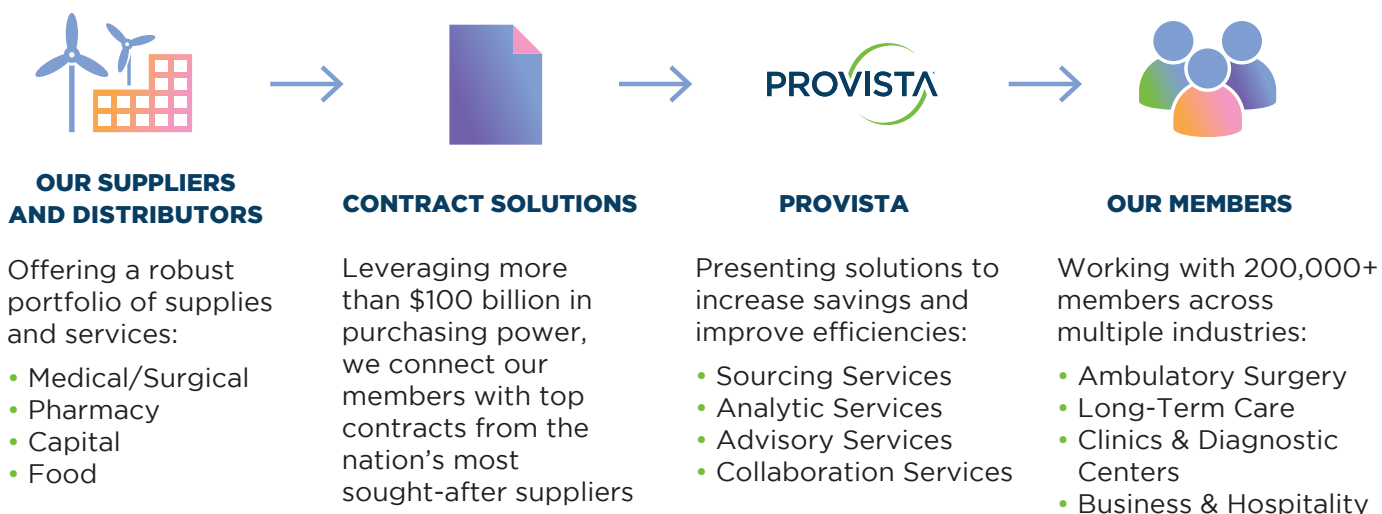 PROVISTA
OUR SUPPLIERS
AND DISTRIBUTORS
Offering a robust
portfolio of supplies
and services:
• Medical/Surgical
• Pharmacy
• Capital
• Food
CONTRACT SOLUTIONS
Leveraging more
than $100 billion in
purchasing power,
we connect our
members with top
contracts from the
nation's most
sought-after suppliers
PROVISTA
Presenting solutions to
increase savings and
improve efficiencies:
• Sourcing Services
• Analytic Services
• Advisory Services
• Collaboration Services
OUR MEMBERS
Working with 200,000+
members across
multiple industries:
• Ambulatory Surgery
• Long-Term Care
• Clinics & Diagnostic
Centers
• Business & Hospitality